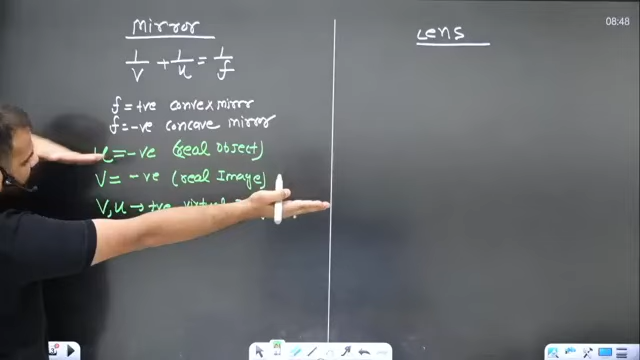 Mirror
1/V + 1/u = 1/f
f = +ve convex mirror
f = -ve concave mirror
u = -ve (real Object)
V = -ve (real Image)
V, u → +ve virtual
Lens
08:48